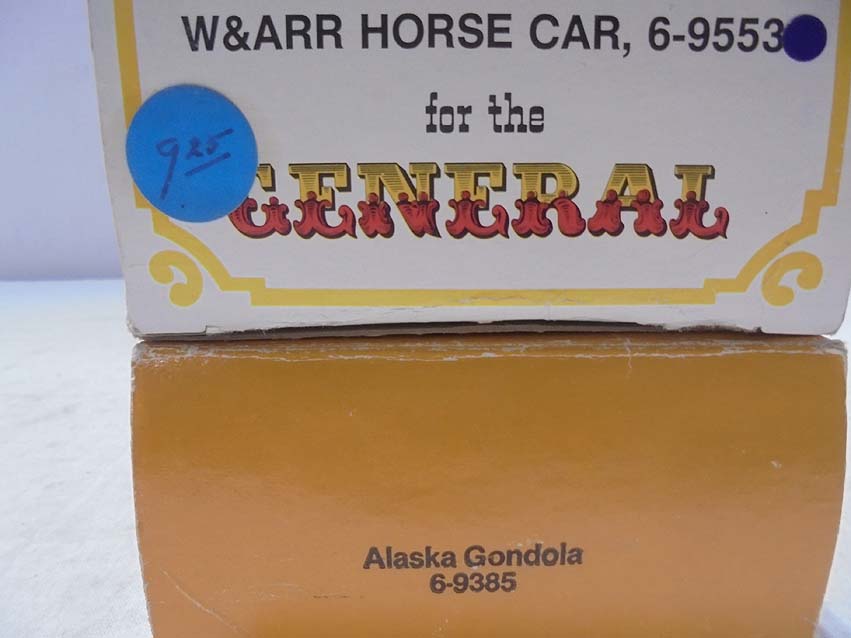 W&ARR HORSE CAR, 6-9553
for the
9 25
GENERAL
Alaska Gondola
6-9385